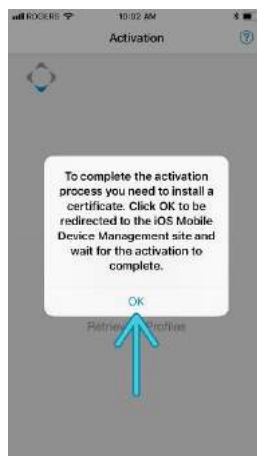 ROGERS 10:02 AM
Activation
?
To complete the activation
process you need to install a
certificate. Click OK to be
redirected to the iOS Mobile
Device Management site and
wait for the activation to
complete.
OK
Profiles